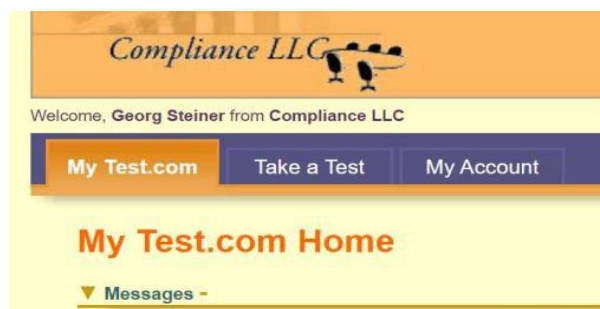 Compliance LLC
Welcome, Georg Steiner from Compliance LLC
My Test.com Take a Test My Account
My Test.com Home
Messages -